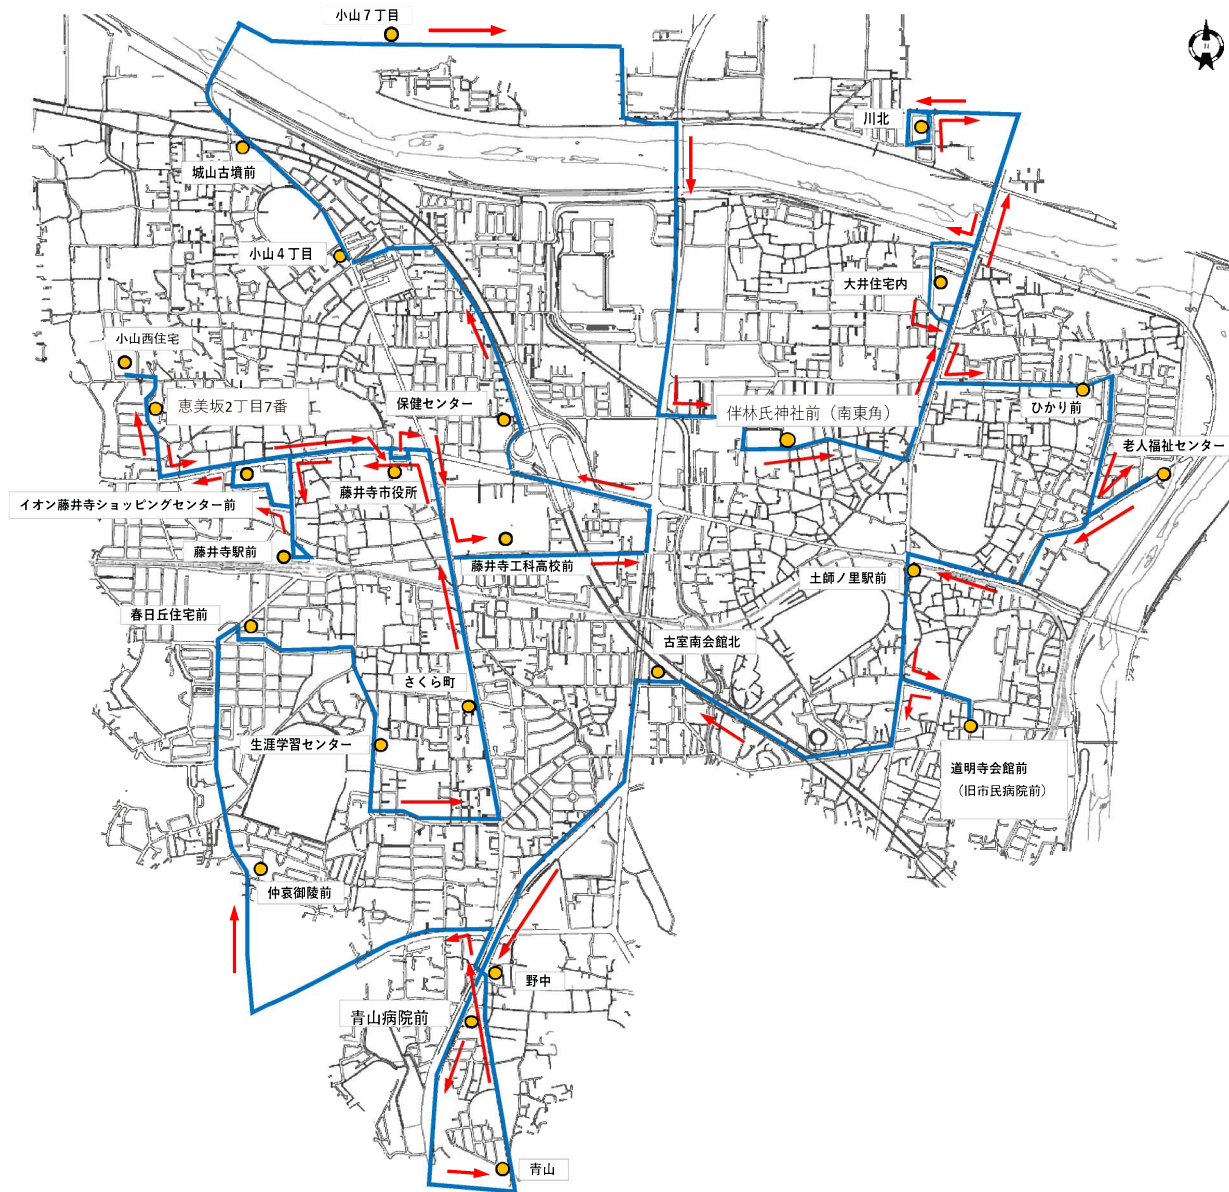 小山７丁目
N
川北
城山古墳前
小山４丁目
大井住宅内
小山西住宅
恵美坂2丁目7番
保健センター
伴林氏神社前（南東角）
ひかり前
老人福祉センター
藤井寺市役所
イオン藤井寺ショッピングセンター前
藤井寺駅前
藤井寺工科高校前
土師ノ里駅前
春日丘住宅前
古室南会館北
さくら町
生涯学習センター
道明寺会館前
（旧市民病院前）
仲哀御陵前
野中
青山病院前
青山